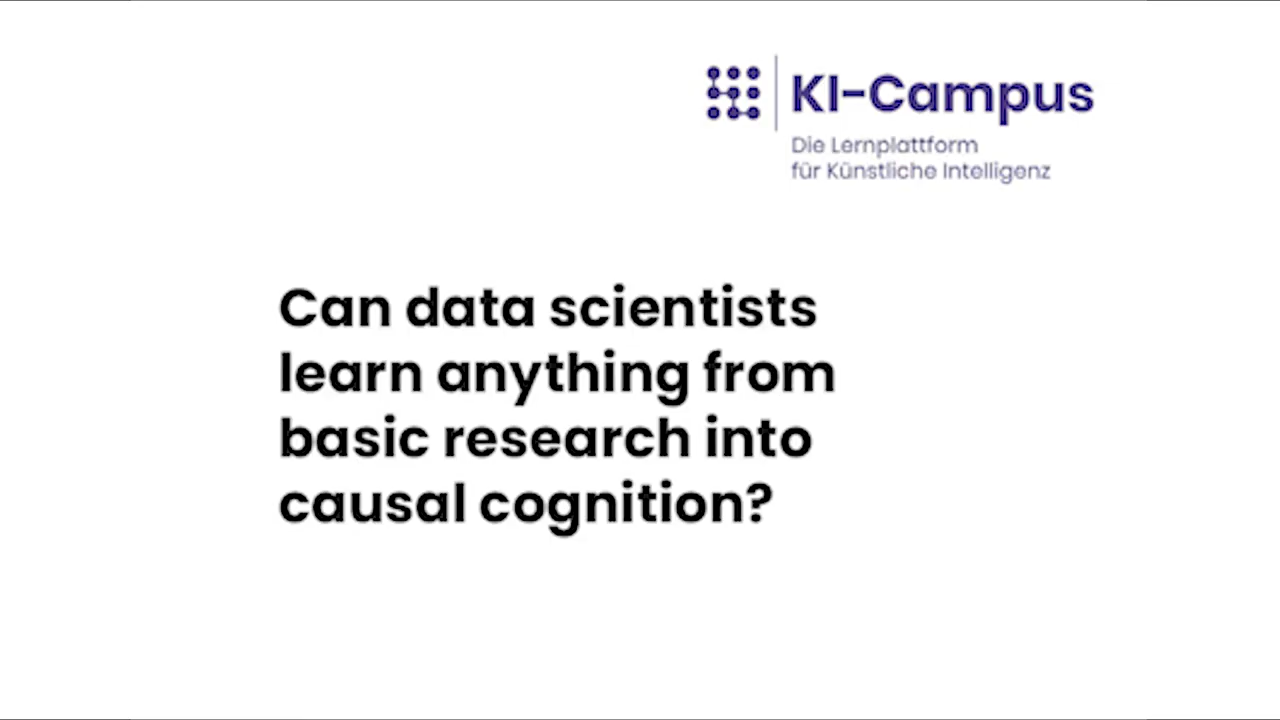 KI-Campus
Die Lernplattform
für Künstliche Intelligenz
Can data scientists
learn anything from
basic research into
causal cognition?